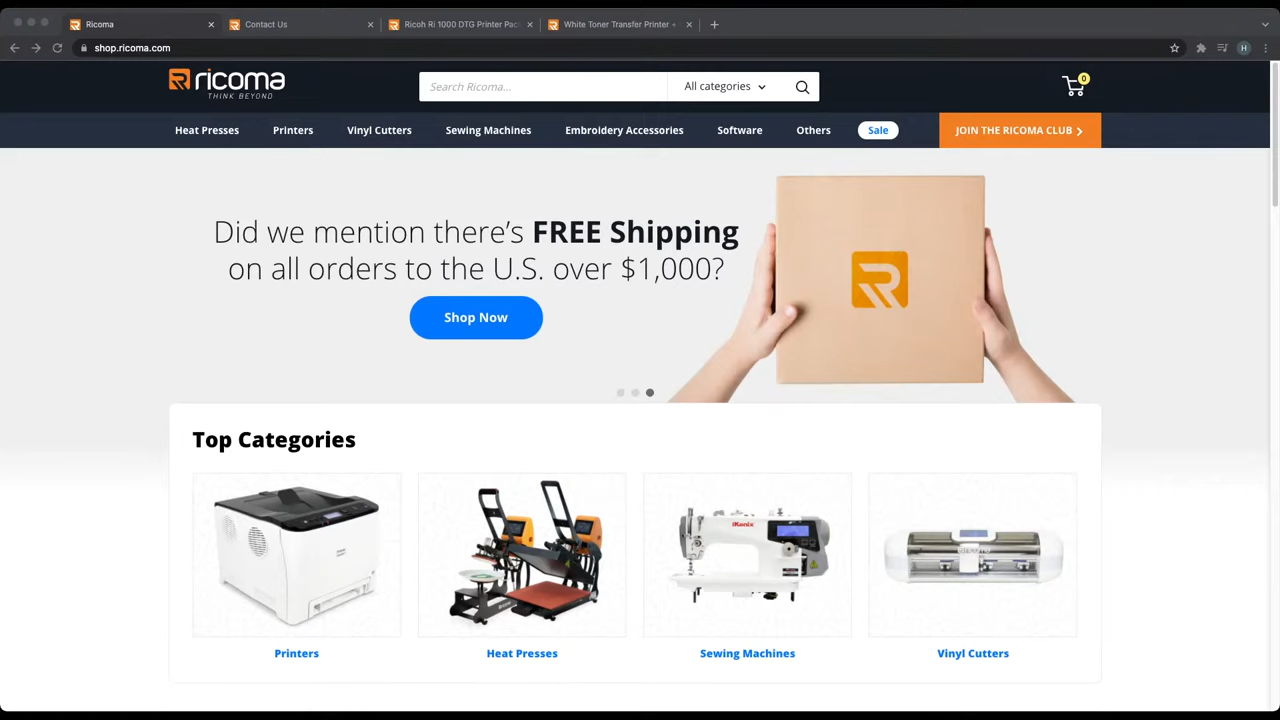 Ricoma
Contact Us
Ricoh Ri 1000 DTG Printer Pac
White Toner Transfer Printer +
shop.ricoma.com
H
ricoma
THINK BEYOND
Search Ricoma...
All categories
0
Heat Presses
Printers
Vinyl Cutters
Sewing Machines
Embroidery Accessories
Software
Others
Sale
JOIN THE RICOMA CLUB
Did we mention there's FREE Shipping
on all orders to the U.S. over $1,000?
Shop Now
Top Categories
iKonix
Printers
Heat Presses
Sewing Machines
Vinyl Cutters